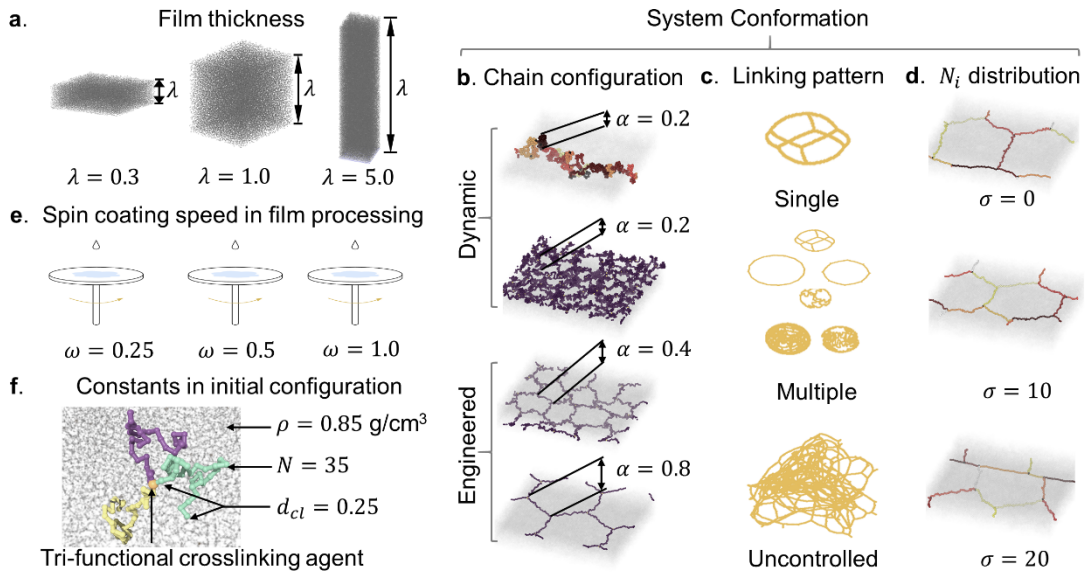 a. Film thickness
λ
λ
λ
λ = 0.3
λ = 1.0
λ = 5.0
e. Spin coating speed in film processing
ω = 0.25
ω = 0.5
ω = 1.0
f. Constants in initial configuration
ρ = 0.85 g/cm³
N = 35
d_cl = 0.25
Tri-functional crosslinking agent
System Conformation
b. Chain configuration
Dynamic
α = 0.2
α = 0.2
Engineered
α = 0.4
α = 0.8
c. Linking pattern
Single
Multiple
Uncontrolled
d. N_i distribution
σ = 0
σ = 10
σ = 20